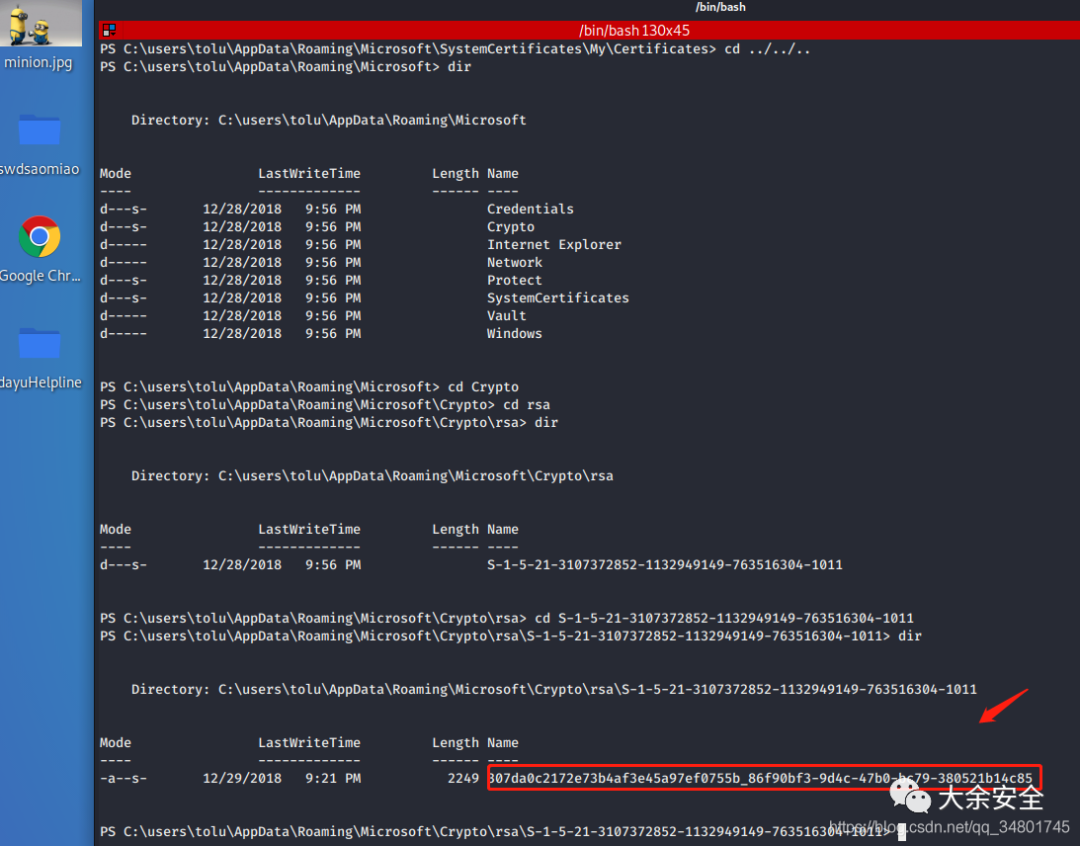 /bin/bash
/bin/bash 130x45
minion.jpg
swdsaomiao
Google Chr...
dayuHelpline
PS C:\users\tolu\AppData\Roaming\Microsoft\SystemCertificates\My\Certificates> cd ../../..
PS C:\users\tolu\AppData\Roaming\Microsoft> dir
Directory: C:\users\tolu\AppData\Roaming\Microsoft
Mode LastWriteTime Length Name
---- ------------- ------ ----
d---s- 12/28/2018 9:56 PM Credentials
d---s- 12/28/2018 9:56 PM Crypto
d----- 12/28/2018 9:56 PM Internet Explorer
d----- 12/28/2018 9:56 PM Network
d---s- 12/28/2018 9:56 PM Protect
d---s- 12/28/2018 9:56 PM SystemCertificates
d----- 12/28/2018 9:56 PM Vault
d----- 12/28/2018 9:56 PM Windows
PS C:\users\tolu\AppData\Roaming\Microsoft> cd Crypto
PS C:\users\tolu\AppData\Roaming\Microsoft\Crypto> cd rsa
PS C:\users\tolu\AppData\Roaming\Microsoft\Crypto\rsa> dir
Directory: C:\users\tolu\AppData\Roaming\Microsoft\Crypto\rsa
Mode LastWriteTime Length Name
---- ------------- ------ ----
d---s- 12/28/2018 9:56 PM S-1-5-21-3107372852-1132949149-763516304-1011
PS C:\users\tolu\AppData\Roaming\Microsoft\Crypto\rsa> cd S-1-5-21-3107372852-1132949149-763516304-1011
PS C:\users\tolu\AppData\Roaming\Microsoft\Crypto\rsa\S-1-5-21-3107372852-1132949149-763516304-1011> dir
Directory: C:\users\tolu\AppData\Roaming\Microsoft\Crypto\rsa\S-1-5-21-3107372852-1132949149-763516304-1011
Mode LastWriteTime Length Name
---- ------------- ------ ----
-a--s- 12/29/2018 9:21 PM 2249 307da0c2172e73b4af3e45a97ef0755b_86f90bf3-9d4c-47b0-bc79-380521b14c85
大余安全
PS C:\users\tolu\AppData\Roaming\Microsoft\Crypto\rsa\S-1-5-21-3107372852-1132949149-763516304-1011>
https://blog.csdn.net/qq_34801745